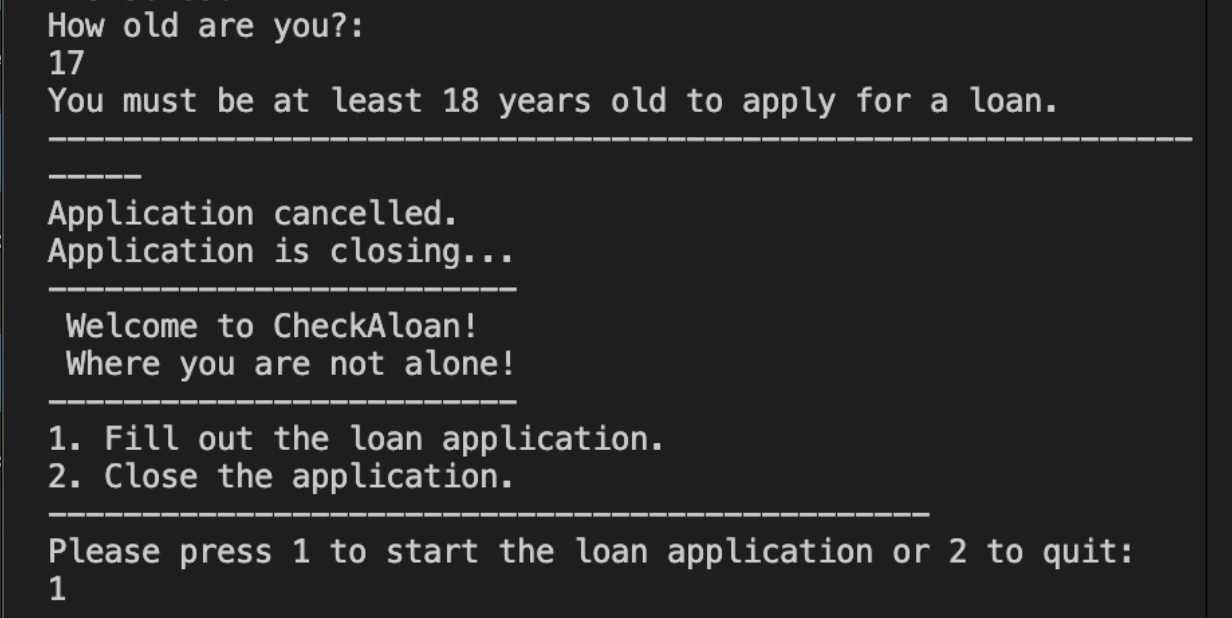 How old are you?:
17
You must be at least 18 years old to apply for a loan.
-------------------------------------------------------------
-----
Application cancelled.
Application is closing...
-------------------------
 Welcome to CheckAloan!
 Where you are not alone!
-------------------------
1. Fill out the loan application.
2. Close the application.
-----------------------------------------------
Please press 1 to start the loan application or 2 to quit:
1